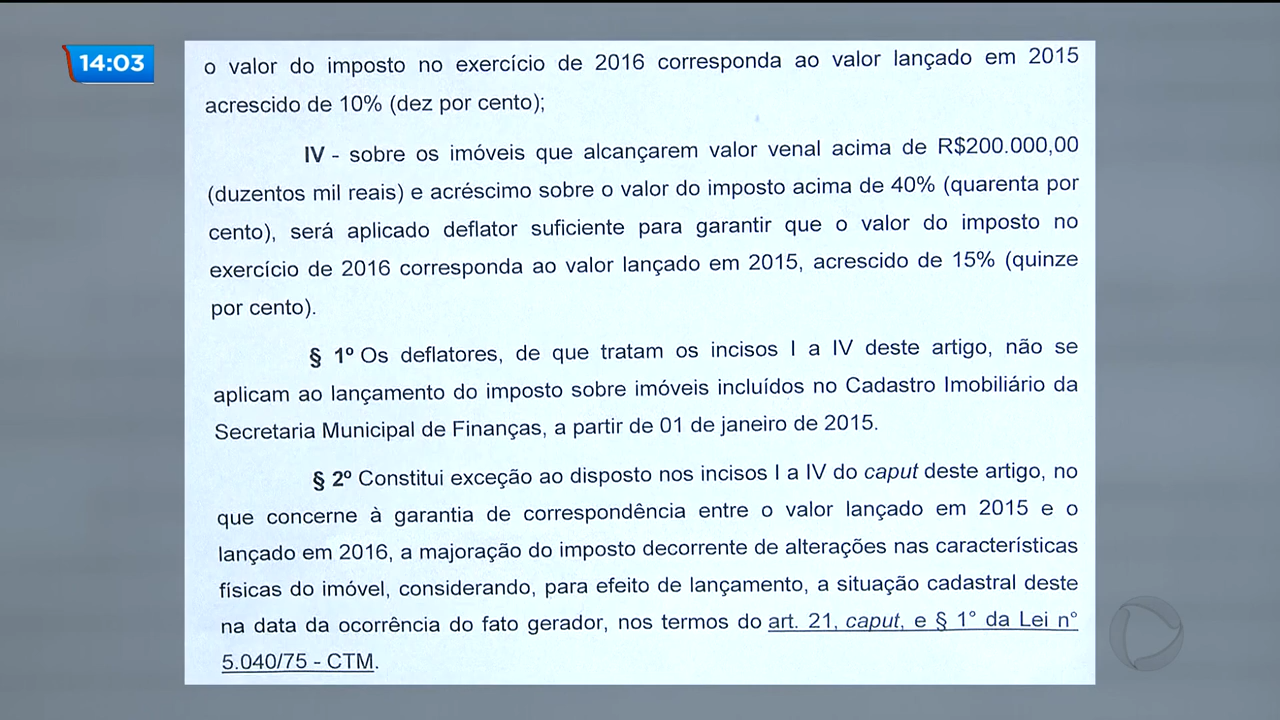 14:03
o valor do imposto no exercício de 2016 corresponda ao valor lançado em 2015
acrescido de 10% (dez por cento);
IV - sobre os imóveis que alcançarem valor venal acima de R$200.000,00
(duzentos mil reais) e acréscimo sobre o valor do imposto acima de 40% (quarenta por
cento), será aplicado deflator suficiente para garantir que o valor do imposto no
exercício de 2016 corresponda ao valor lançado em 2015, acrescido de 15% (quinze
por cento).
§ 1º Os deflatores, de que tratam os incisos I a IV deste artigo, não se
aplicam ao lançamento do imposto sobre imóveis incluídos no Cadastro Imobiliário da
Secretaria Municipal de Finanças, a partir de 01 de janeiro de 2015.
§ 2º Constitui exceção ao disposto nos incisos I a IV do caput deste artigo, no
que concerne à garantia de correspondência entre o valor lançado em 2015 e o
lançado em 2016, a majoração do imposto decorrente de alterações nas características
físicas do imóvel, considerando, para efeito de lançamento, a situação cadastral deste
na data da ocorrência do fato gerador, nos termos do art. 21, caput, e § 1° da Lei n°
5.040/75 - CTM.